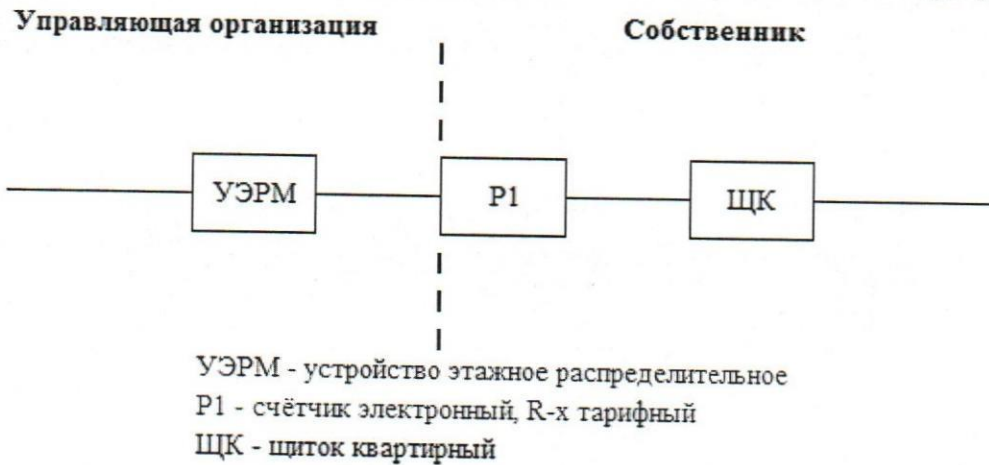 Управляющая организация
Собственник
УЭРМ
Р1
ЩК
УЭРМ - устройство этажное распределительное
Р1 - счётчик электронный, R-х тарифный
ЩК - щиток квартирный